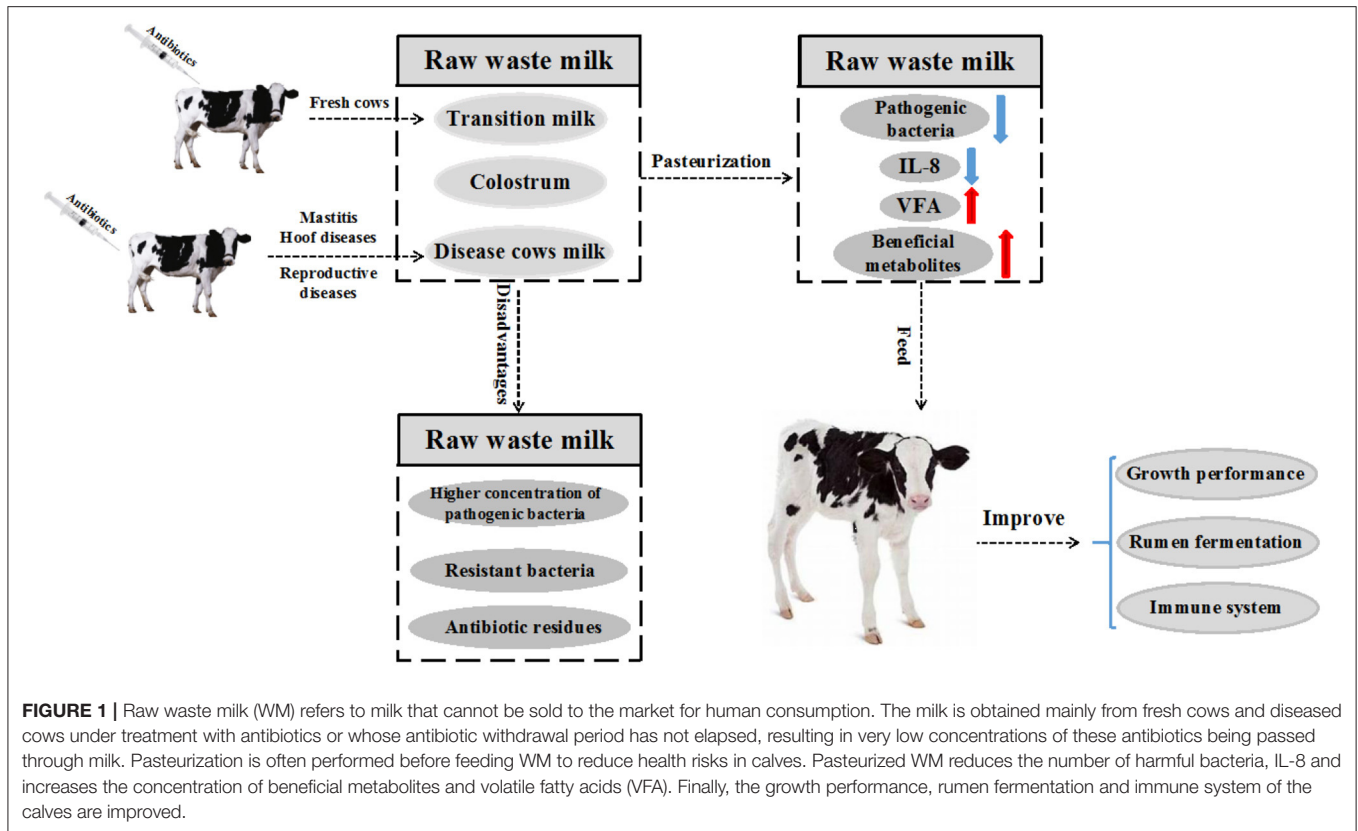 Antibiotics
Fresh cows
Antibiotics
Mastitis
Hoof diseases
Reproductive
diseases
Raw waste milk
Transition milk
Colostrum
Disease cows milk
Pasteurization
Raw waste milk
Pathogenic
bacteria
IL-8
VFA
Beneficial
metabolites
Disadvantages
Feed
Raw waste milk
Higher concentration of
pathogenic bacteria
Resistant bacteria
Antibiotic residues
Improve
Growth performance
Rumen fermentation
Immune system
FIGURE 1 | Raw waste milk (WM) refers to milk that cannot be sold to the market for human consumption. The milk is obtained mainly from fresh cows and diseased
cows under treatment with antibiotics or whose antibiotic withdrawal period has not elapsed, resulting in very low concentrations of these antibiotics being passed
through milk. Pasteurization is often performed before feeding WM to reduce health risks in calves. Pasteurized WM reduces the number of harmful bacteria, IL-8 and
increases the concentration of beneficial metabolites and volatile fatty acids (VFA). Finally, the growth performance, rumen fermentation and immune system of the
calves are improved.